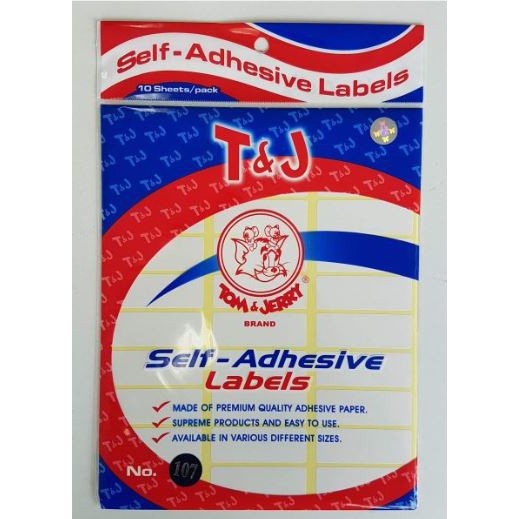 Self-Adhesive Labels
10 Sheets/pack
T&J
TOM & JERRY
®
BRAND
Self-Adhesive
Labels
✓ MADE OF PREMIUM QUALITY ADHESIVE PAPER.
✓ SUPREME PRODUCTS AND EASY TO USE.
✓ AVAILABLE IN VARIOUS DIFFERENT SIZES.
No. 107